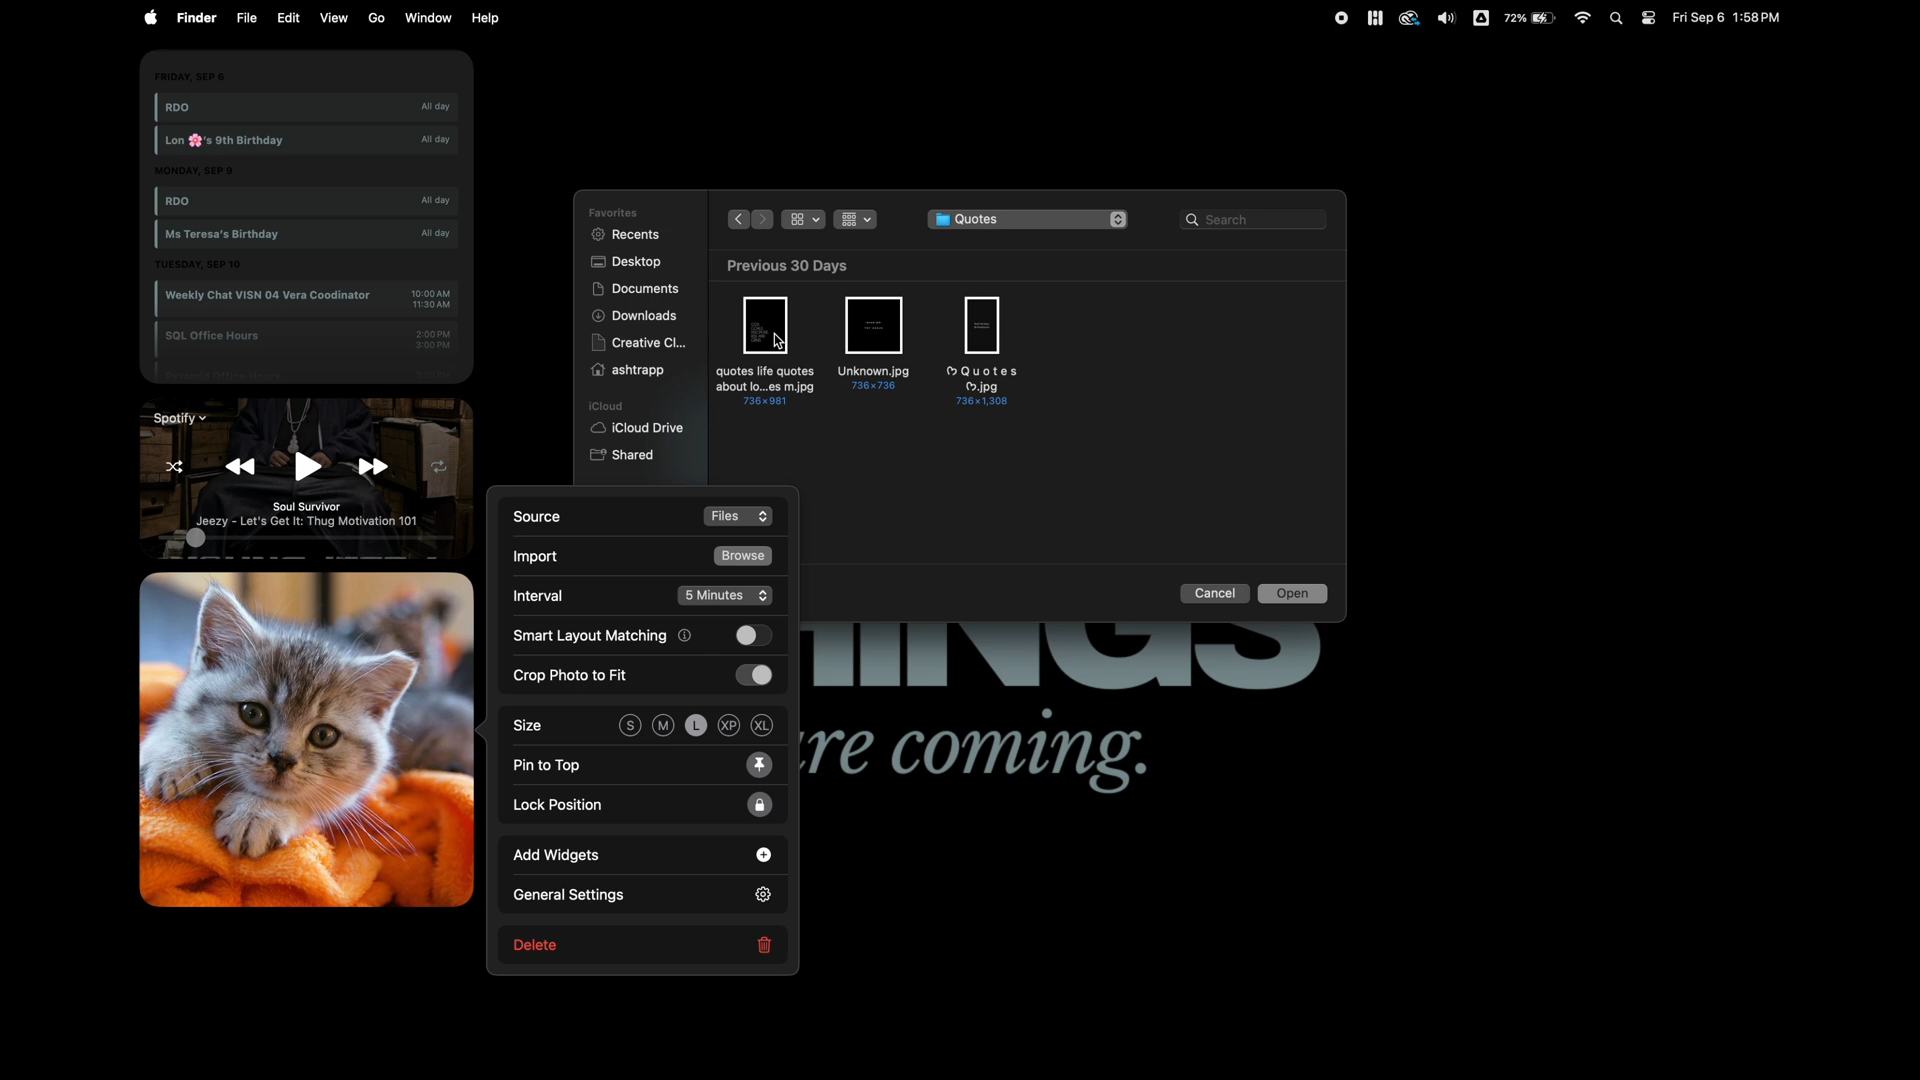 Finder File Edit View Go Window Help
72%
Fri Sep 6 1:58 PM
FRIDAY, SEP 6
RDO All day
Lon 🌸's 9th Birthday All day
MONDAY, SEP 9
RDO All day
Ms Teresa's Birthday All day
TUESDAY, SEP 10
Weekly Chat VISN 04 Vera Coodinator 10:00 AM
11:30 AM
SQL Office Hours 2:00 PM
3:00 PM
Spotify
Soul Survivor
Jeezy - Let's Get It: Thug Motivation 101
Favorites
Recents
Desktop
Documents
Downloads
Creative Cl...
ashtrapp
iCloud
iCloud Drive
Shared
Quotes
Search
Previous 30 Days
quotes life quotes
about lo...es m.jpg
736×981
Unknown.jpg
736×736
ღ Q u o t e s
ღ.jpg
736×1,308
Cancel Open
Source Files
Import Browse
Interval 5 Minutes
Smart Layout Matching
Crop Photo to Fit
Size S M L XP XL
Pin to Top
Lock Position
Add Widgets
General Settings
Delete
HINGS
are coming.